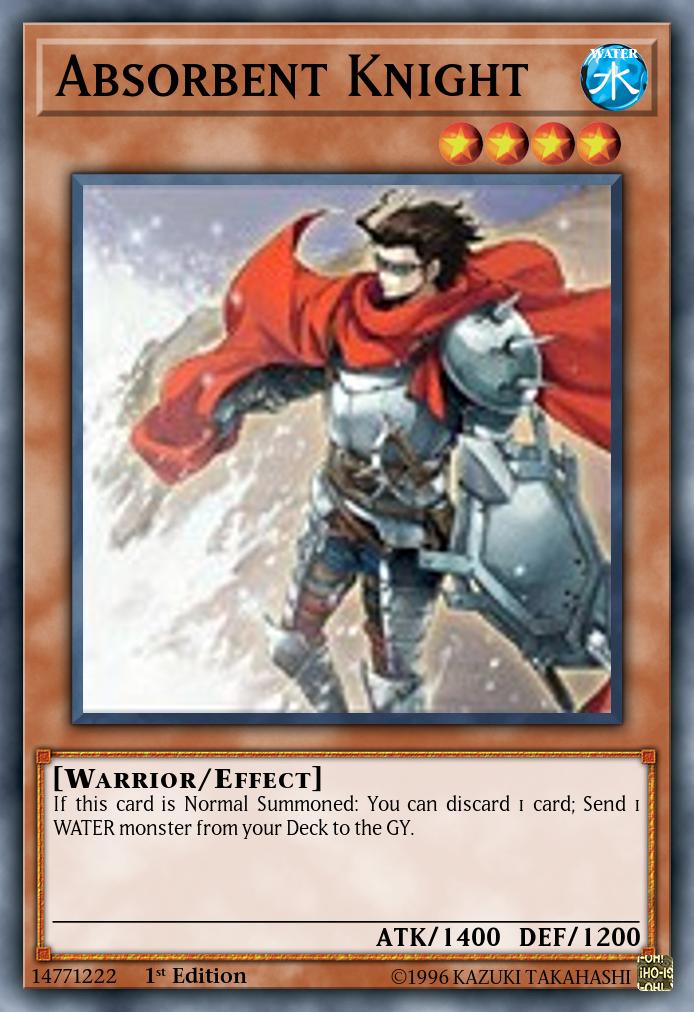 Absorbent Knight
WATER
水
[Warrior/Effect]
If this card is Normal Summoned: You can discard 1 card; Send 1
WATER monster from your Deck to the GY.
ATK/1400 DEF/1200
14771222 1st Edition ©1996 KAZUKI TAKAHASHI